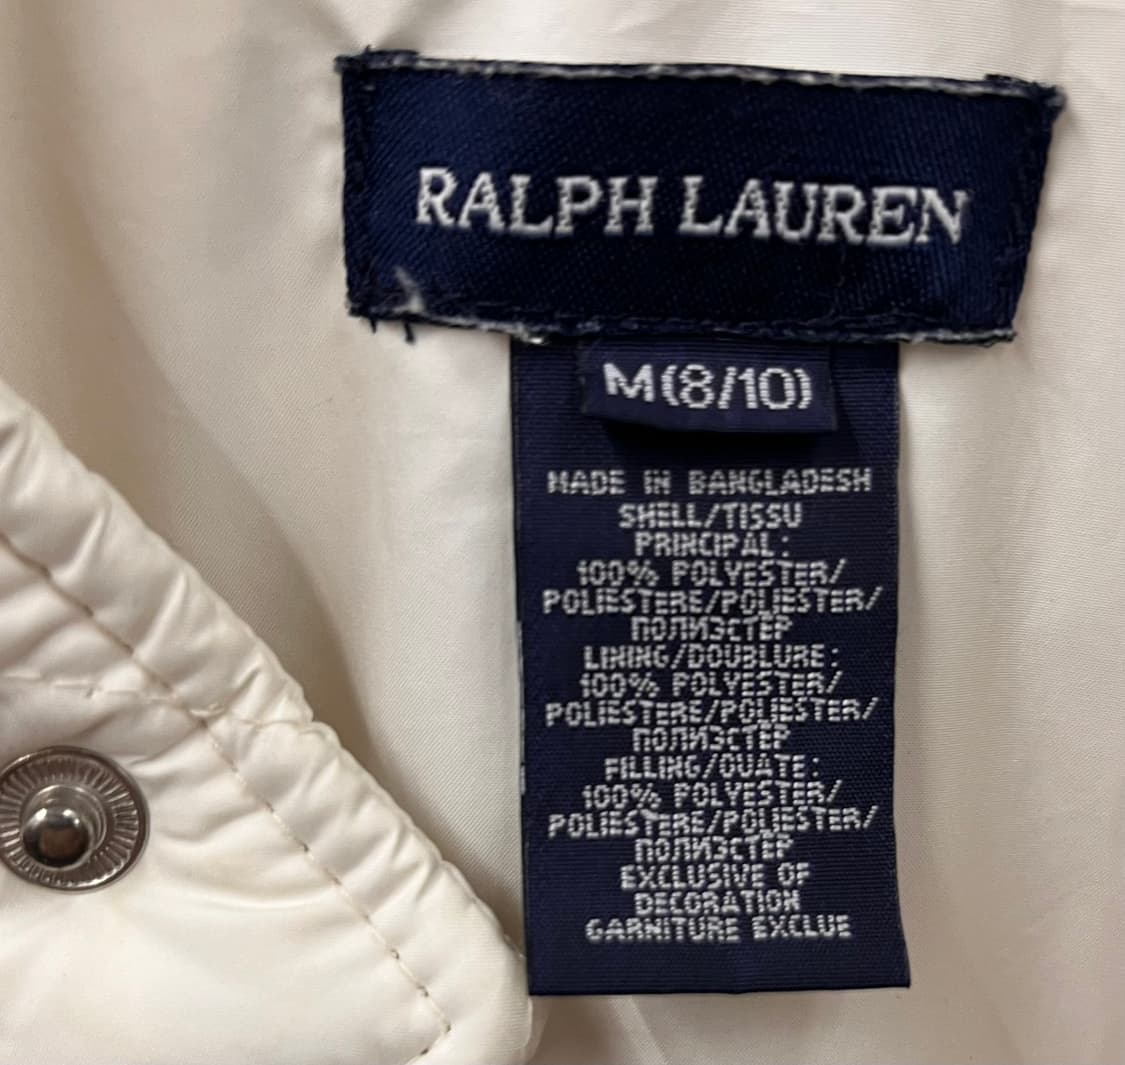 RALPH LAUREN
M(8/10)
MADE IN BANGLADESH
SHELL/TISSU
PRINCIPAL:
100% POLYESTER/
POLIESTERE/POLIESTER/
ПОЛИЭСТЕР
LINING/DOUBLURE:
100% POLYESTER/
POLIESTERE/POLIESTER/
ПОЛИЭСТЕР
FILLING/OUATE:
100% POLYESTER/
POLIESTERE/POLIESTER/
ПОЛИЭСТЕР
EXCLUSIVE OF
DECORATION
GARNITURE EXCLUE